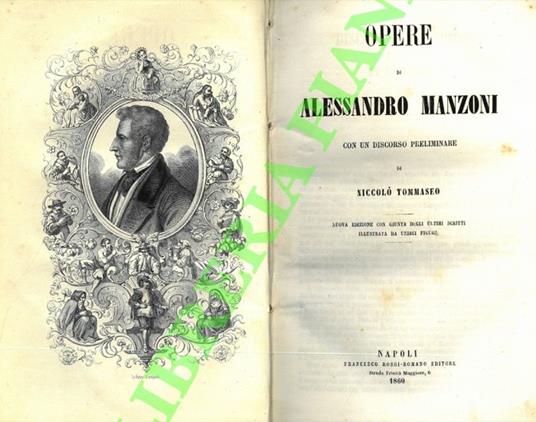 OPERE
DI
ALESSANDRO MANZONI
CON UN DISCORSO PRELIMINARE
DI
NICCOLÒ TOMMASEO
NUOVA EDIZIONE CON GIUNTA DEGLI ULTIMI SCRITTI
ILLUSTRATA DA UNDICI FIGURE.
NAPOLI
FRANCESCO ROSSI-ROMANO EDITORE
Strada Trinità Maggiore, 6
1860
LIBRERIA PIANI